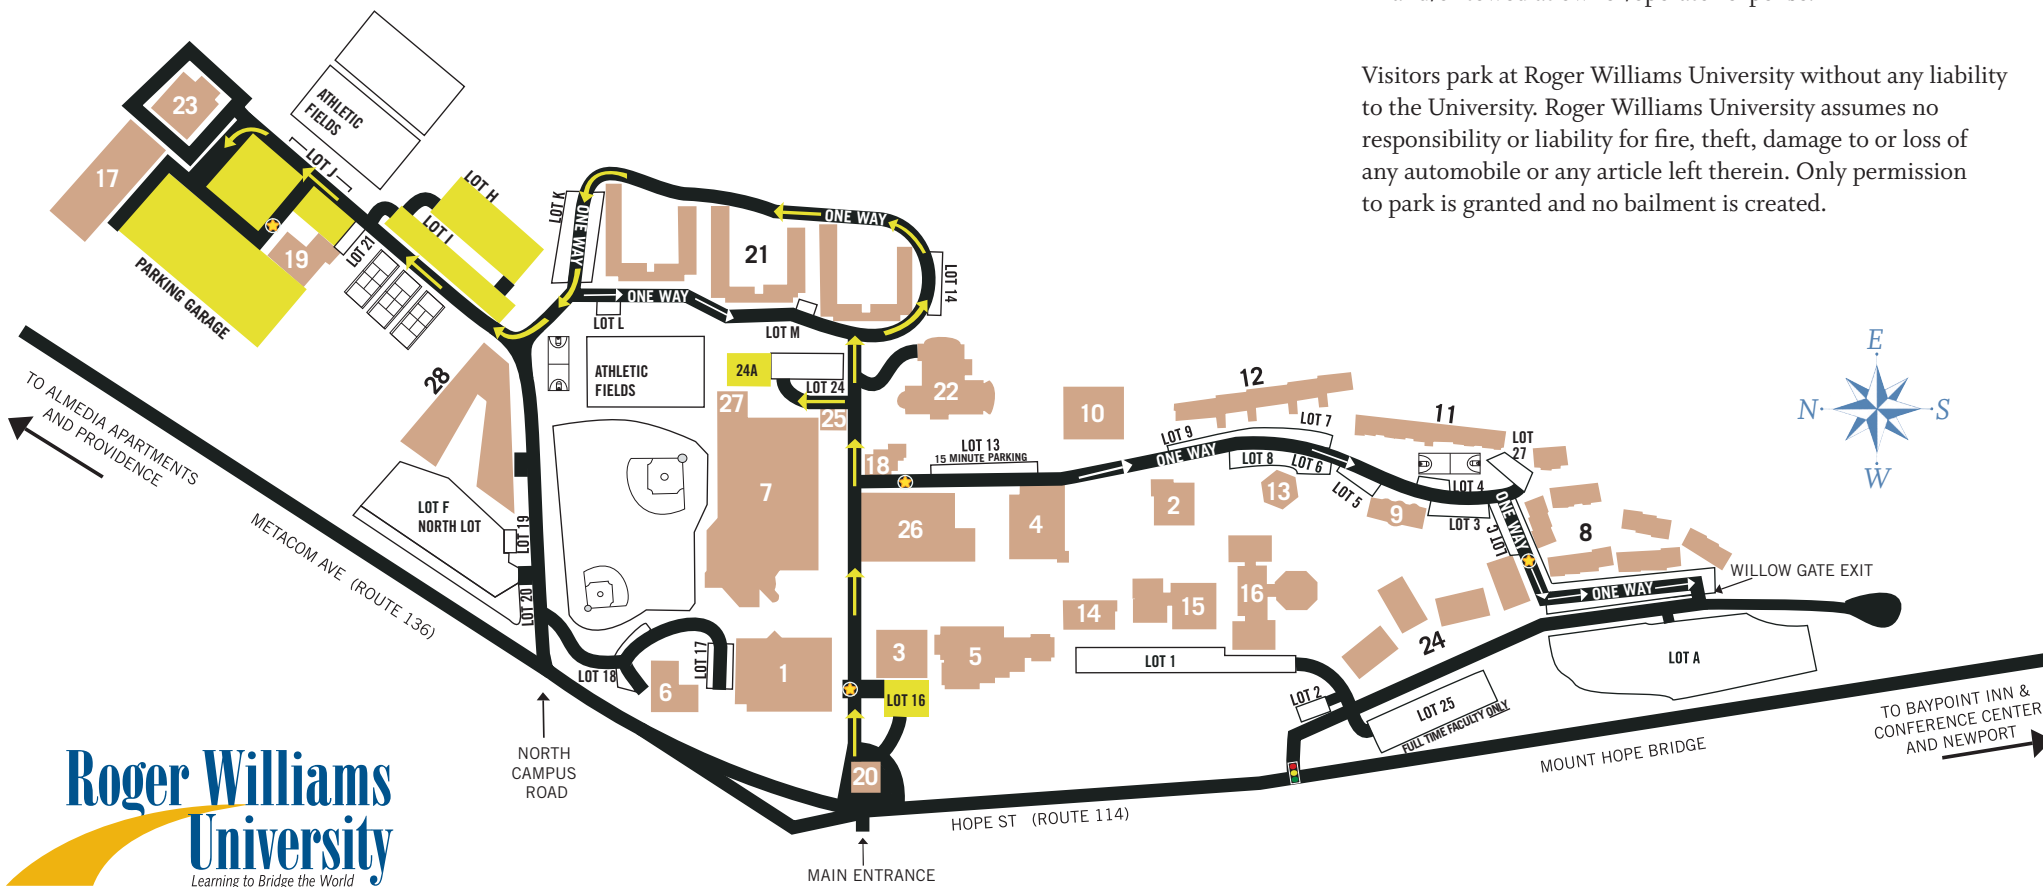 Visitors park at Roger Williams University without any liability
to the University. Roger Williams University assumes no
responsibility or liability for fire, theft, damage to or loss of
any automobile or any article left therein. Only permission
to park is granted and no bailment is created.
23
17
ATHLETIC
FIELDS
LOT J
LOT H
LOT I
LOT 21
19
PARKING GARAGE
LOT K
ONE WAY
ONE WAY
21
LOT 14
ONE WAY
LOT L
LOT M
28
ATHLETIC
FIELDS
24A
LOT 24
27
25
22
10
12
11
LOT 7
LOT 9
ONE WAY
LOT 8
LOT 6
LOT 5
LOT
27
LOT 4
LOT 3
LOT C
ONE WAY
LOT 13
15 MINUTE PARKING
18
7
26
4
2
13
9
8
E
N
S
W
TO ALMEDIA APARTMENTS
AND PROVIDENCE
METACOM AVE (ROUTE 136)
LOT F
NORTH LOT
LOT 19
LOT 20
LOT 18
LOT 17
6
1
3
5
14
15
16
24
ONE WAY
WILLOW GATE EXIT
LOT 16
LOT 1
LOT 2
LOT 25
FULL TIME FACULTY ONLY
LOT A
20
NORTH
CAMPUS
ROAD
MAIN ENTRANCE
HOPE ST (ROUTE 114)
MOUNT HOPE BRIDGE
TO BAYPOINT INN &
CONFERENCE CENTER
AND NEWPORT
Roger Williams
University
Learning to Bridge the World